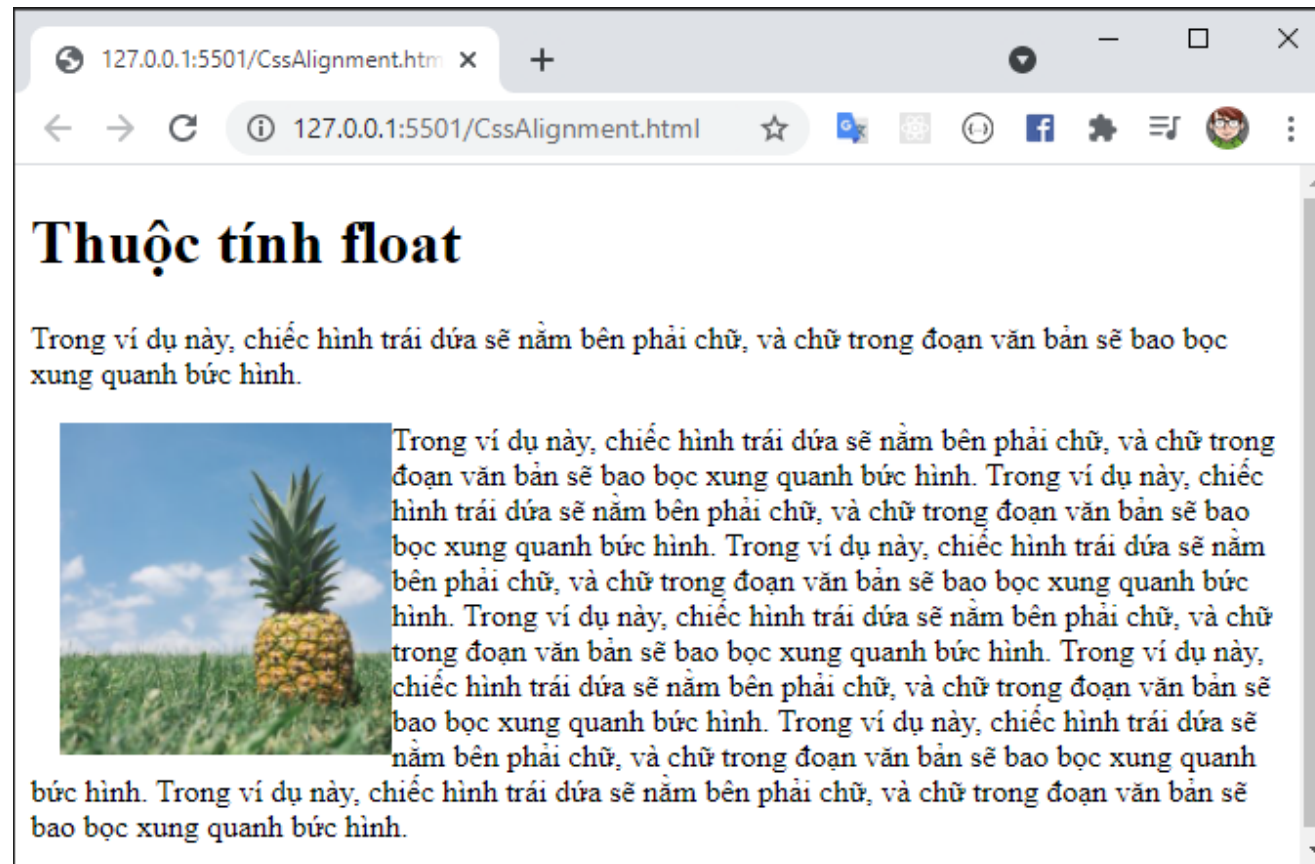 127.0.0.1:5501/CssAlignment.htm
127.0.0.1:5501/CssAlignment.html
Thuộc tính float
Trong ví dụ này, chiếc hình trái dứa sẽ nằm bên phải chữ, và chữ trong đoạn văn bản sẽ bao bọc
xung quanh bức hình.
Trong ví dụ này, chiếc hình trái dứa sẽ nằm bên phải chữ, và chữ trong
đoạn văn bản sẽ bao bọc xung quanh bức hình. Trong ví dụ này, chiếc
hình trái dứa sẽ nằm bên phải chữ, và chữ trong đoạn văn bản sẽ bao
bọc xung quanh bức hình. Trong ví dụ này, chiếc hình trái dứa sẽ nằm
bên phải chữ, và chữ trong đoạn văn bản sẽ bao bọc xung quanh bức
hình. Trong ví dụ này, chiếc hình trái dứa sẽ nằm bên phải chữ, và chữ
trong đoạn văn bản sẽ bao bọc xung quanh bức hình. Trong ví dụ này,
chiếc hình trái dứa sẽ nằm bên phải chữ, và chữ trong đoạn văn bản sẽ
bao bọc xung quanh bức hình. Trong ví dụ này, chiếc hình trái dứa sẽ
nằm bên phải chữ, và chữ trong đoạn văn bản sẽ bao bọc xung quanh
bức hình. Trong ví dụ này, chiếc hình trái dứa sẽ nằm bên phải chữ, và chữ trong đoạn văn bản sẽ
bao bọc xung quanh bức hình.